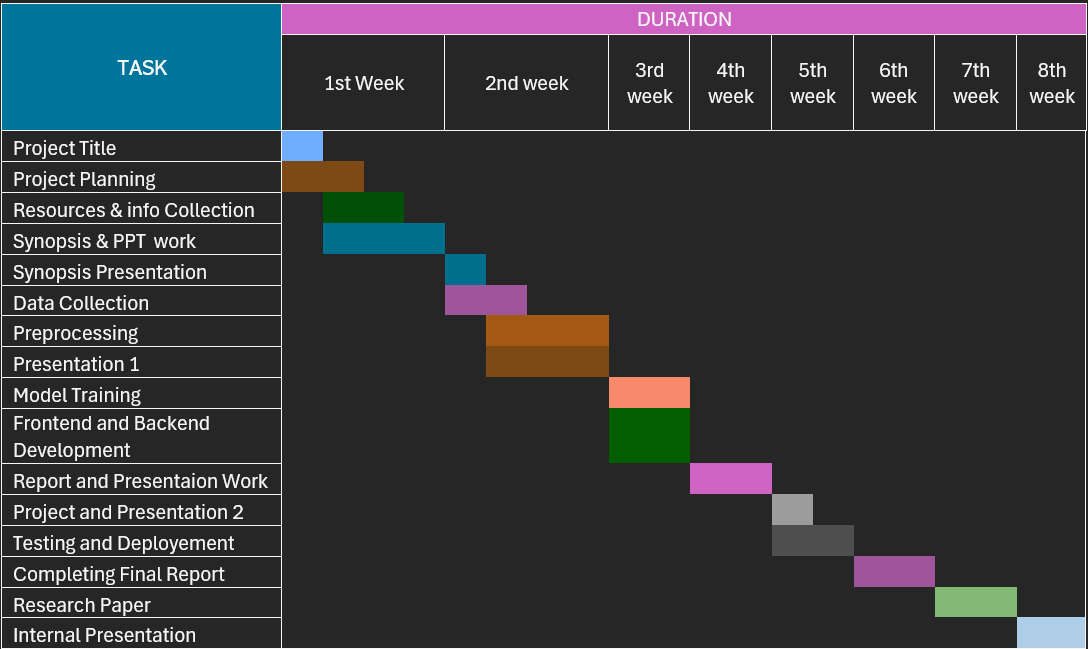 TASK
DURATION
1st Week
2nd week
3rd
week
4th
week
5th
week
6th
week
7th
week
8th
week
Project Title
Project Planning
Resources & info Collection
Synopsis & PPT  work
Synopsis Presentation
Data Collection
Preprocessing
Presentation 1
Model Training
Frontend and Backend
Development
Report and Presentaion Work
Project and Presentation 2
Testing and Deployement
Completing Final Report
Research Paper
Internal Presentation